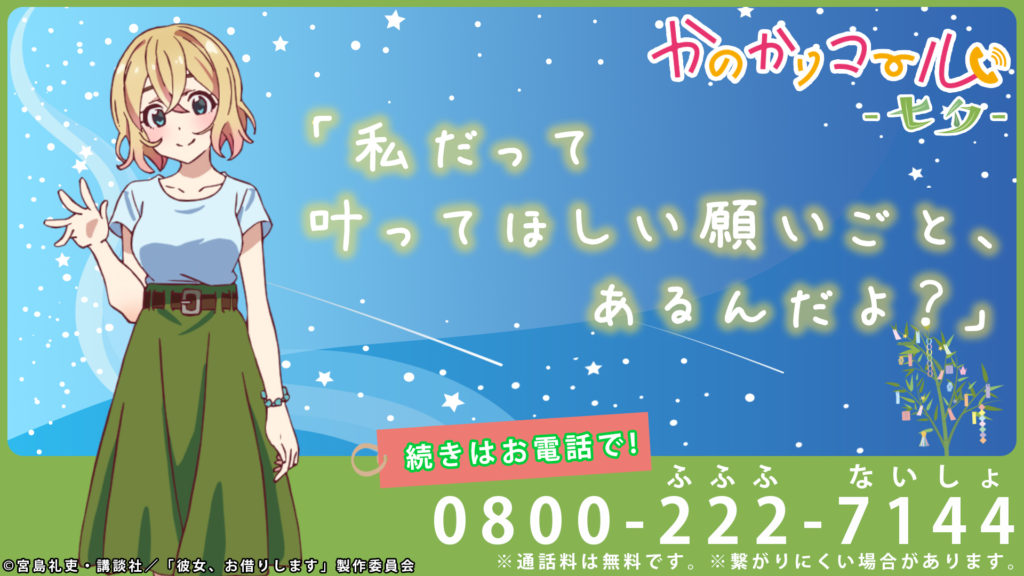 かのかりコール
-七夕-
「私だって
叶ってほしい願いごと、
あるんだよ?」
続きはお電話で!
ふふふ ないしょ
0800-222-7144
※通話料は無料です。※繋がりにくい場合があります。
©宮島礼吏・講談社/「彼女、お借りします」製作委員会